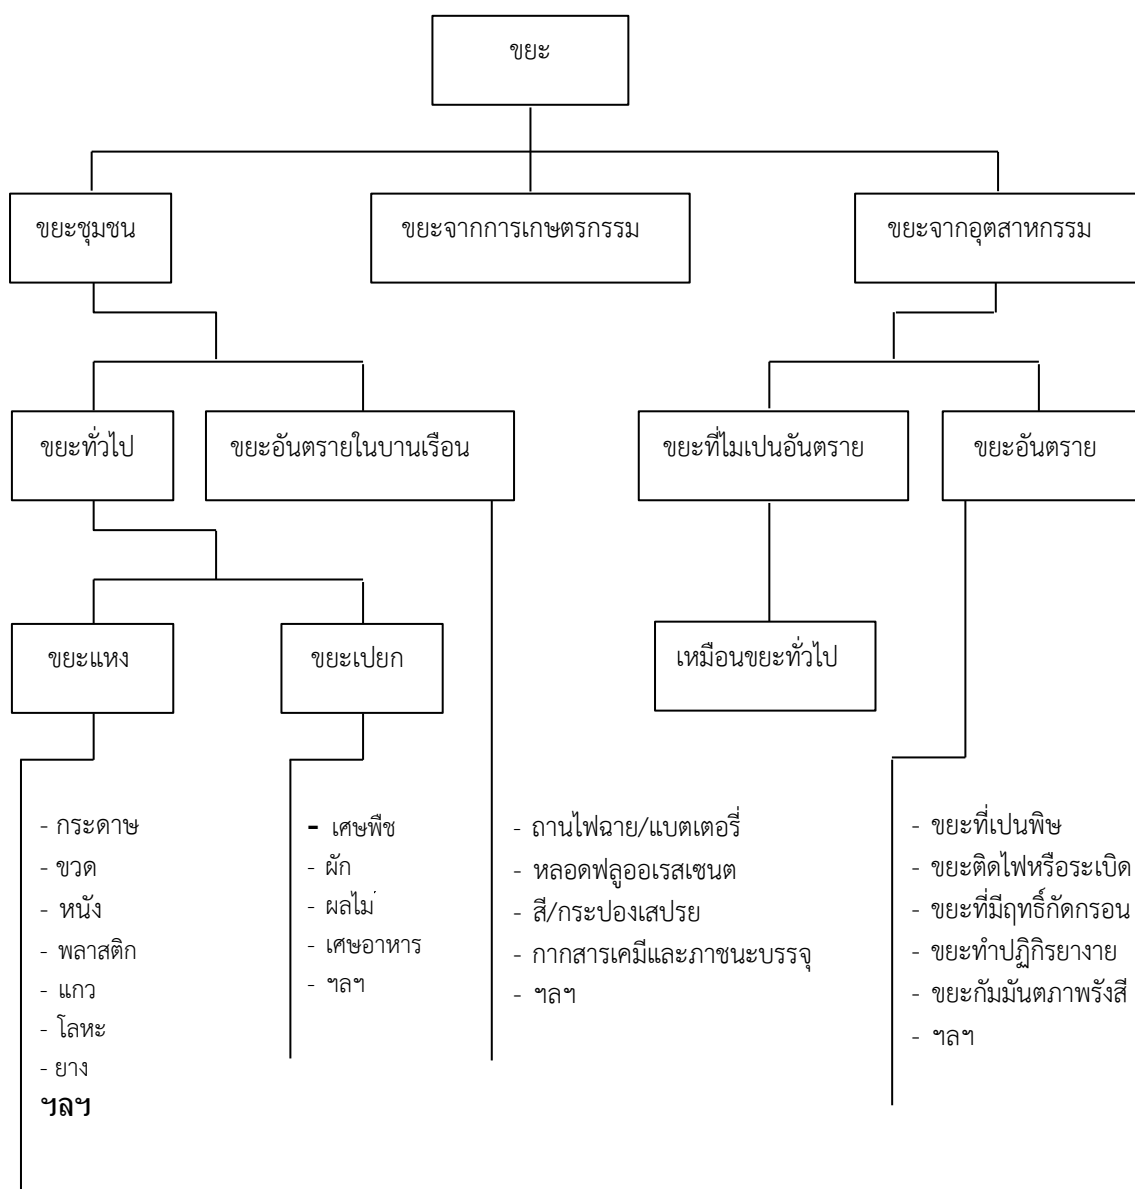 ขยะ
ขยะชุมชน
ขยะจากการเกษตรกรรม
ขยะจากอุตสาหกรรม
ขยะทั่วไป
ขยะอันตรายในบานเรือน
ขยะที่ไมเปนอันตราย
ขยะอันตราย
ขยะแหง
ขยะเปยก
เหมือนขยะทั่วไป
- กระดาษ
- ขวด
- หนัง
- พลาสติก
- แกว
- โลหะ
- ยาง
ฯลฯ
- เศษพืช
- ผัก
- ผลไม่
- เศษอาหาร
- ฯลฯ
- ถานไฟฉาย/แบตเตอรี่
- หลอดฟลูออเรสเซนต
- สี/กระปองเสปรย
- กากสารเคมีและภาชนะบรรจุ
- ฯลฯ
- ขยะที่เปนพิษ
- ขยะติดไฟหรือระเบิด
- ขยะที่มีฤทธิ์กัดกรอน
- ขยะทำปฏิกิรยางาย
- ขยะกัมมันตภาพรังสี
- ฯลฯ